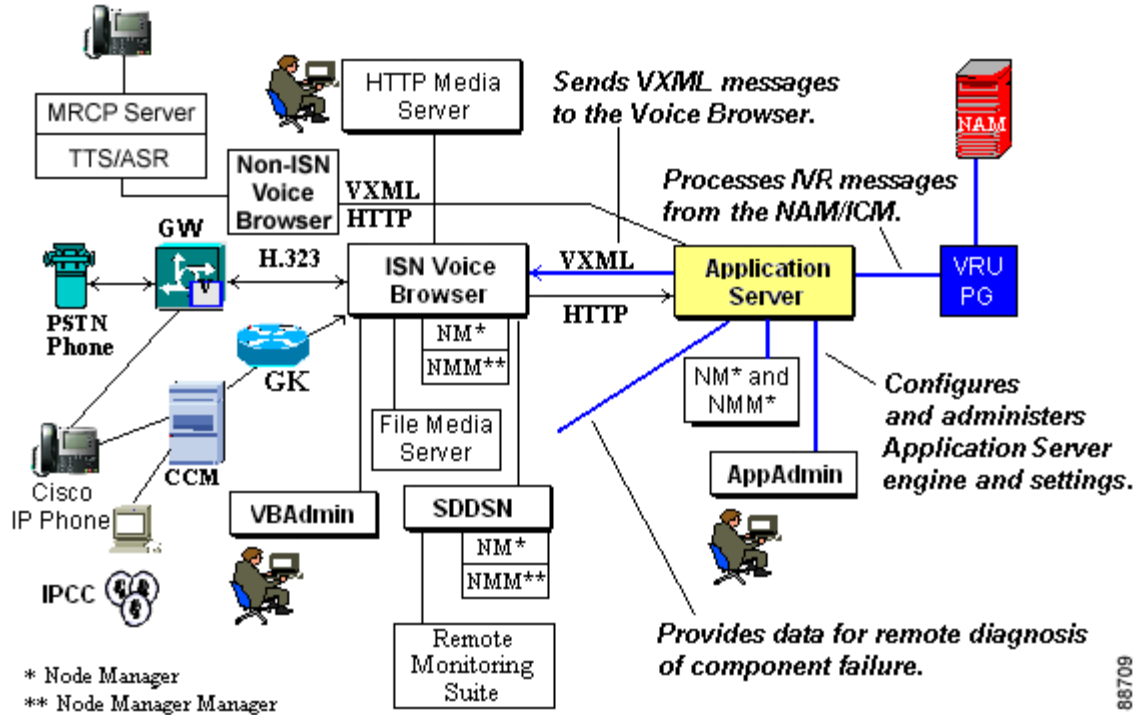 HTTP Media
Server
Sends VXML messages
to the Voice Browser.
MRCP Server
TTS/ASR
NAM
Non-ISN
Voice
Browser
VXML
HTTP
Processes IVR messages
from the NAM/ICM.
GW
V
H.323
ISN Voice
Browser
VXML
HTTP
Application
Server
VRU
PG
PSTN
Phone
GK
NM*
NMM**
NM* and
NMM*
Configures
and administers
Application Server
engine and settings.
File Media
Server
CCM
Cisco
IP Phone
VBAdmin
SDDSN
AppAdmin
NM*
NMM**
IPCC
Remote
Monitoring
Suite
Provides data for remote diagnosis
of component failure.
* Node Manager
** Node Manager Manager
88709